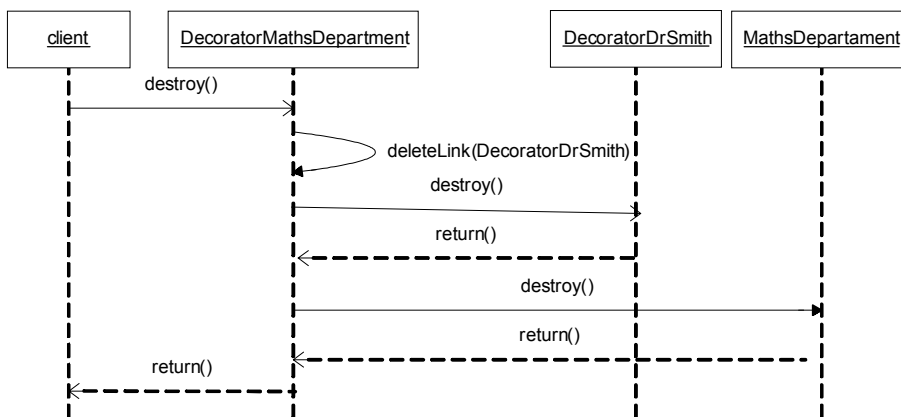 client
DecoratorMathsDepartment
DecoratorDrSmith
MathsDepartament
destroy()
deleteLink(DecoratorDrSmith)
destroy()
return()
destroy()
return()
return()